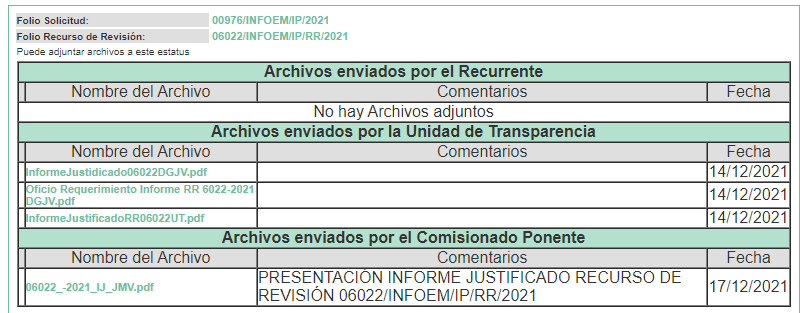 Folio Solicitud: 00976/INFOEM/IP/2021
Folio Recurso de Revisión: 06022/INFOEM/IP/RR/2021
Puede adjuntar archivos a este estatus
Archivos enviados por el Recurrente
Nombre del Archivo Comentarios Fecha
No hay Archivos adjuntos
Archivos enviados por la Unidad de Transparencia
Nombre del Archivo Comentarios Fecha
InformeJustidicado06022DGJV.pdf 14/12/2021
Oficio Requerimiento Informe RR 6022-2021
DGJV.pdf 14/12/2021
InformeJustificadoRR06022UT.pdf 14/12/2021
Archivos enviados por el Comisionado Ponente
Nombre del Archivo Comentarios Fecha
06022_-2021_IJ_JMV.pdf PRESENTACIÓN INFORME JUSTIFICADO RECURSO DE
REVISIÓN 06022/INFOEM/IP/RR/2021 17/12/2021